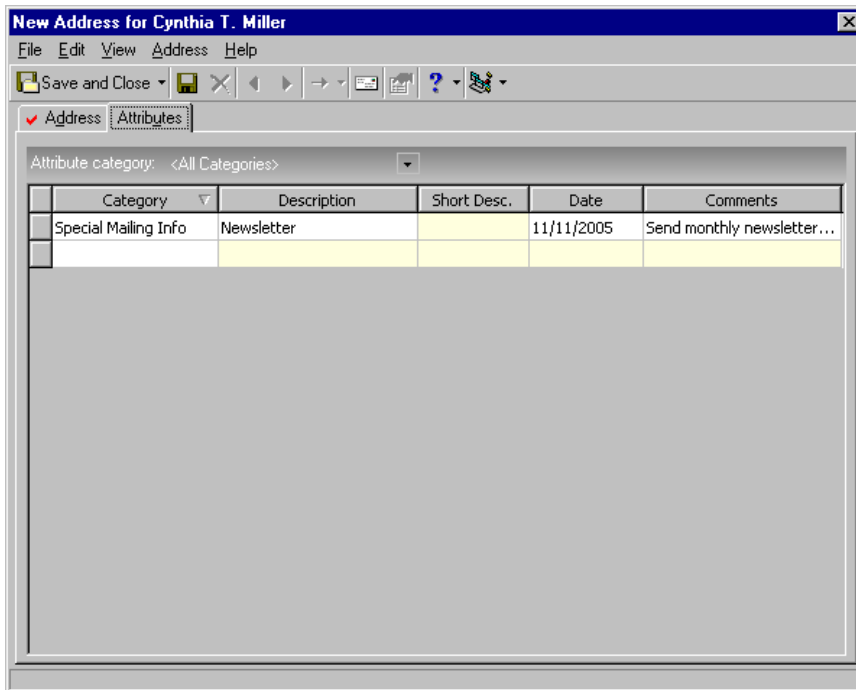 New Address for Cynthia T. Miller
File Edit View Address Help
Save and Close
Address Attributes
Attribute category: <All Categories>
Category Description Short Desc. Date Comments
Special Mailing Info Newsletter 11/11/2005 Send monthly newsletter...